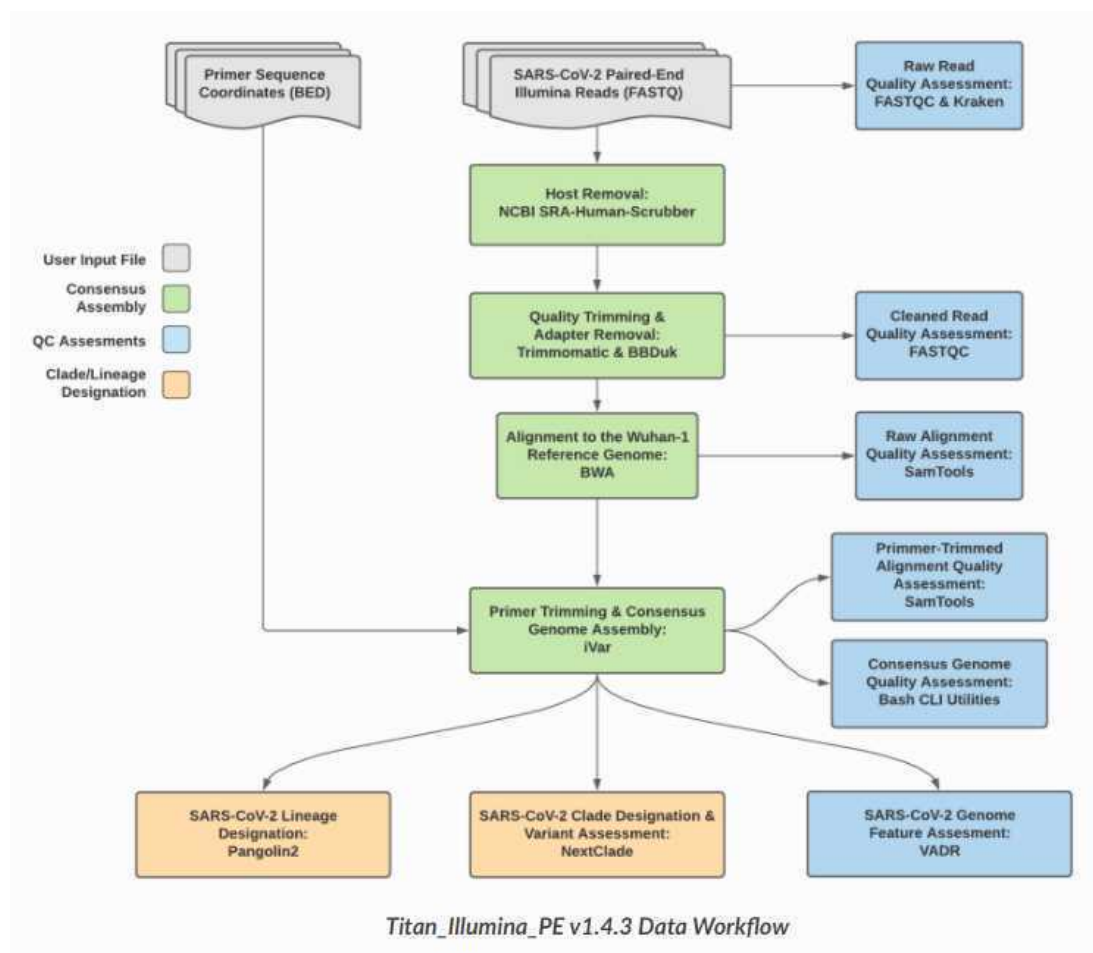 Primer Sequence
Coordinates (BED)
SARS-CoV-2 Paired-End
Illumina Reads (FASTQ)
Raw Read
Quality Assessment:
FASTQC & Kraken
Host Removal:
NCBI SRA-Human-Scrubber
User Input File
Consensus
Assembly
QC Assesments
Clade/Lineage
Designation
Quality Trimming &
Adapter Removal:
Trimmomatic & BBDuk
Cleaned Read
Quality Assessment:
FASTQC
Alignment to the Wuhan-1
Reference Genome:
BWA
Raw Alignment
Quality Assessment:
SamTools
Primmer-Trimmed
Alignment Quality
Assessment:
SamTools
Primer Trimming & Consensus
Genome Assembly:
iVar
Consensus Genome
Quality Assessment:
Bash CLI Utilities
SARS-CoV-2 Lineage
Designation:
Pangolin2
SARS-CoV-2 Clade Designation &
Variant Assessment:
NextClade
SARS-CoV-2 Genome
Feature Assesment:
VADR
Titan_Illumina_PE v1.4.3 Data Workflow